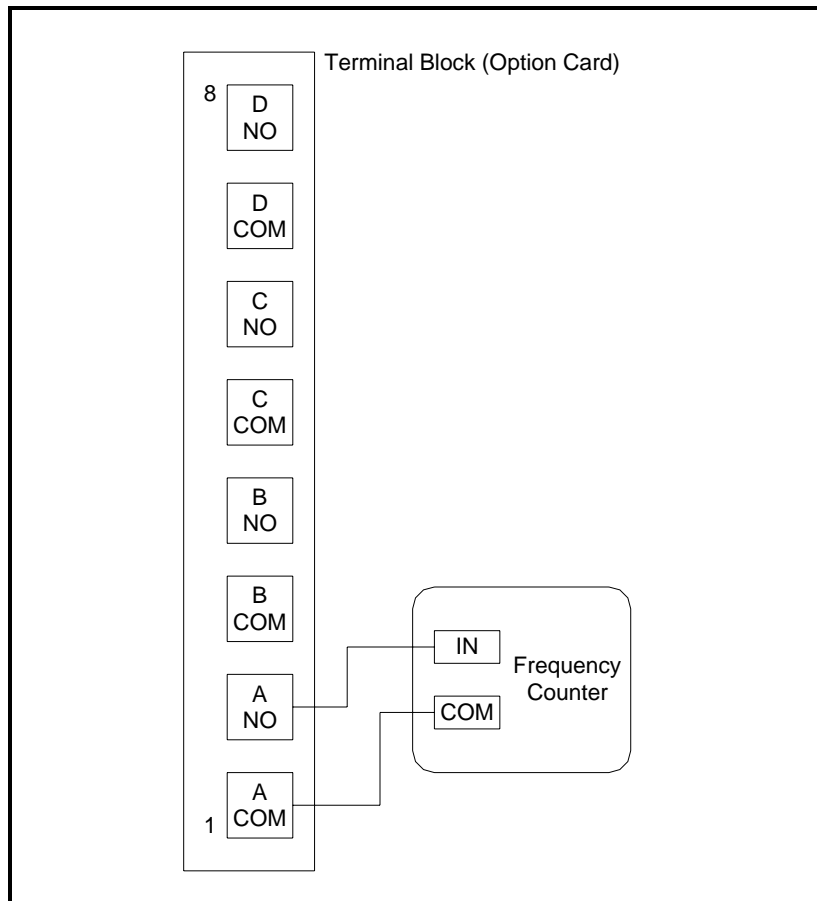 Terminal Block (Option Card)
8
D
NO
D
COM
C
NO
C
COM
B
NO
B
COM
A
NO
1
A
COM
IN
COM
Frequency
Counter